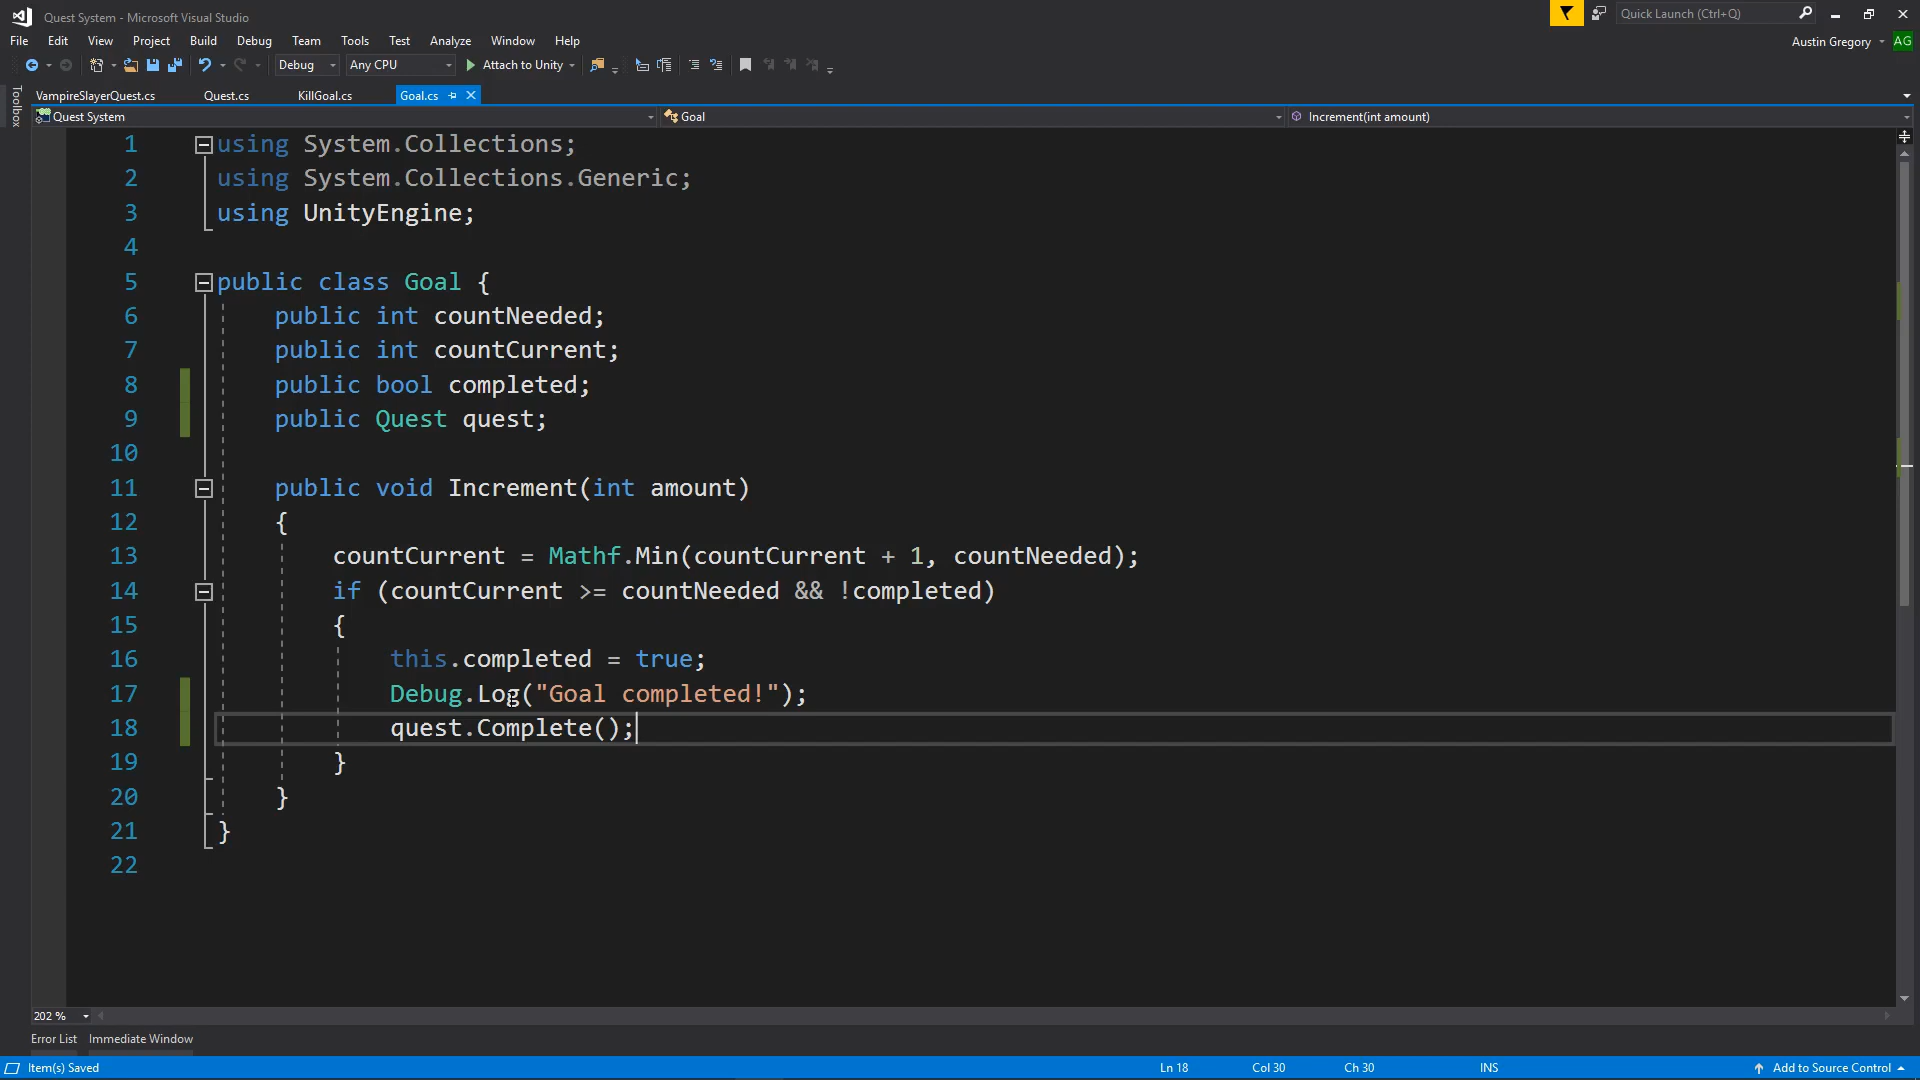 Quest System - Microsoft Visual Studio
Quick Launch (Ctrl+Q)
File Edit View Project Build Debug Team Tools Test Analyze Window Help
Austin Gregory AG
Debug Any CPU Attach to Unity
Toolbox
VampireSlayerQuest.cs Quest.cs KillGoal.cs Goal.cs
Quest System Goal Increment(int amount)
1 using System.Collections;
2 using System.Collections.Generic;
3 using UnityEngine;
4
5 public class Goal {
6 public int countNeeded;
7 public int countCurrent;
8 public bool completed;
9 public Quest quest;
10
11 public void Increment(int amount)
12 {
13 countCurrent = Mathf.Min(countCurrent + 1, countNeeded);
14 if (countCurrent >= countNeeded && !completed)
15 {
16 this.completed = true;
17 Debug.Log("Goal completed!");
18 quest.Complete();
19 }
20 }
21 }
22
202 %
Error List Immediate Window
Item(s) Saved Ln 18 Col 30 Ch 30 INS Add to Source Control